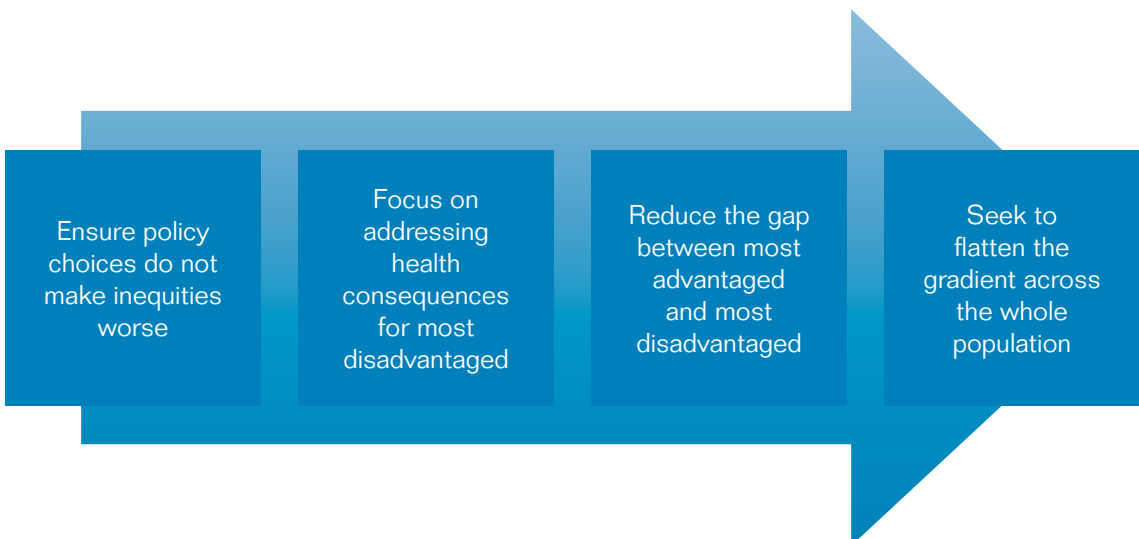 Ensure policy
choices do not
make inequities
worse
Focus on
addressing
health
consequences
for most
disadvantaged
Reduce the gap
between most
advantaged
and most
disadvantaged
Seek to
flatten the
gradient across
the whole
population